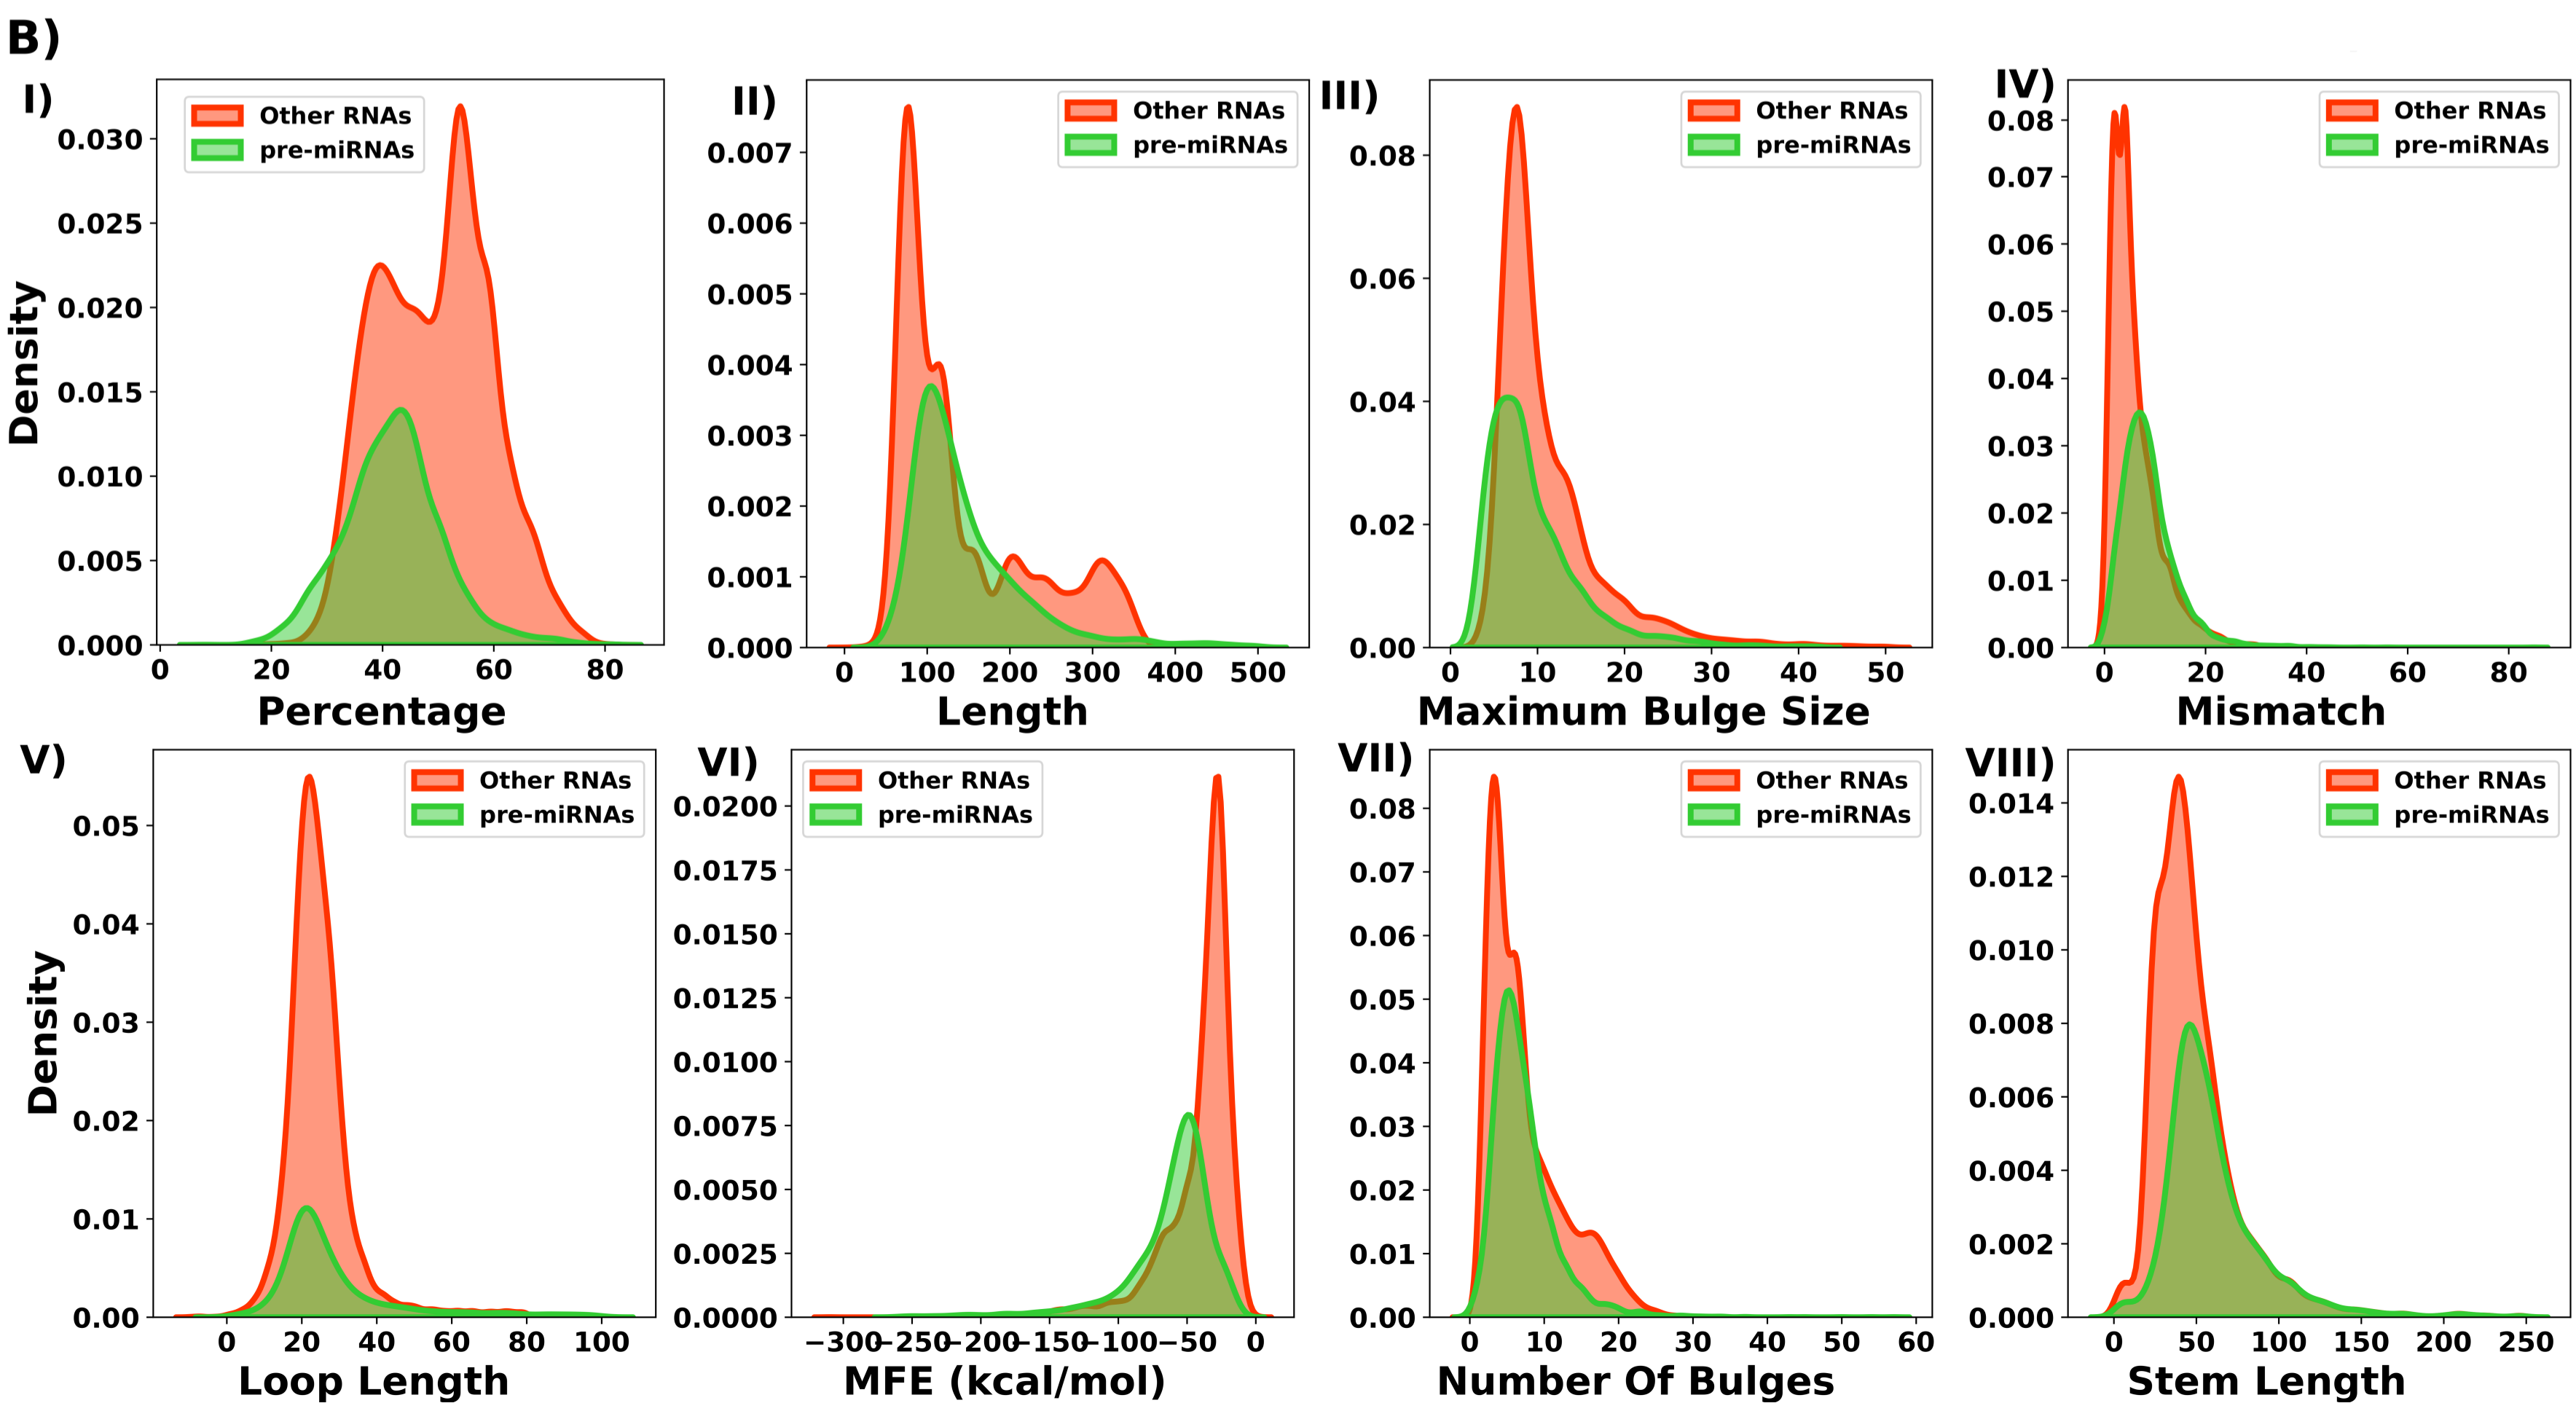 B)
I)
Density
0.030
0.025
0.020
0.015
0.010
0.005
0.000
0 20 40 60 80
Percentage
Other RNAs
pre-miRNAs
II)
0.007
0.006
0.005
0.004
0.003
0.002
0.001
0.000
0 100 200 300 400 500
Length
Other RNAs
pre-miRNAs
III)
0.08
0.06
0.04
0.02
0.00
0 10 20 30 40 50
Maximum Bulge Size
Other RNAs
pre-miRNAs
IV)
0.08
0.07
0.06
0.05
0.04
0.03
0.02
0.01
0.00
0 20 40 60 80
Mismatch
Other RNAs
pre-miRNAs
V)
Density
0.05
0.04
0.03
0.02
0.01
0.00
0 20 40 60 80 100
Loop Length
Other RNAs
pre-miRNAs
VI)
0.0200
0.0175
0.0150
0.0125
0.0100
0.0075
0.0050
0.0025
0.0000
−300 −250 −200 −150 −100 −50 0
MFE (kcal/mol)
Other RNAs
pre-miRNAs
VII)
0.08
0.07
0.06
0.05
0.04
0.03
0.02
0.01
0.00
0 10 20 30 40 50 60
Number Of Bulges
Other RNAs
pre-miRNAs
VIII)
0.014
0.012
0.010
0.008
0.006
0.004
0.002
0.000
0 50 100 150 200 250
Stem Length
Other RNAs
pre-miRNAs